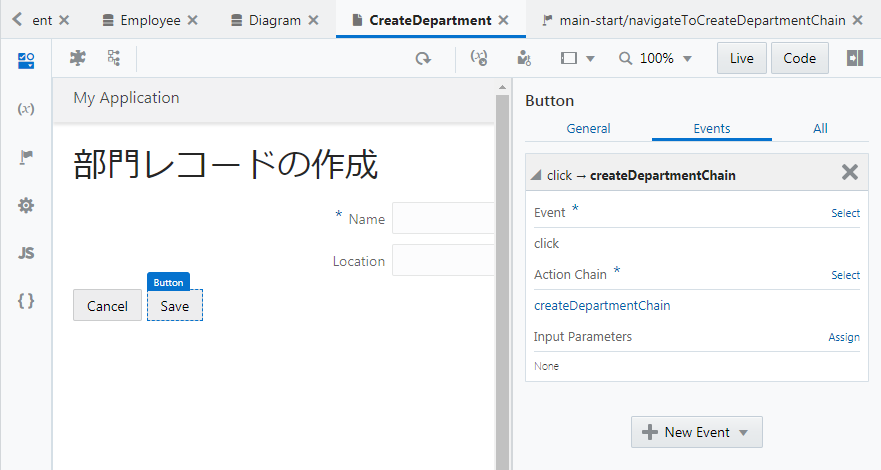 ent
Employee
Diagram
CreateDepartment
main-start/navigateToCreateDepartmentChain
100%
Live
Code
(x)
JS
{ }
My Application
部門レコードの作成
* Name
Location
Button
Cancel
Save
Button
General
Events
All
click → createDepartmentChain
Event *
Select
click
Action Chain *
Select
createDepartmentChain
Input Parameters
Assign
None
New Event